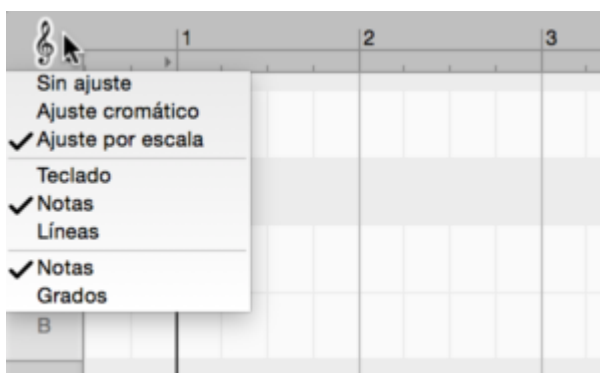 1 2 3
Sin ajuste
Ajuste cromático
Ajuste por escala
Teclado
Notas
Líneas
Notas
Grados
B